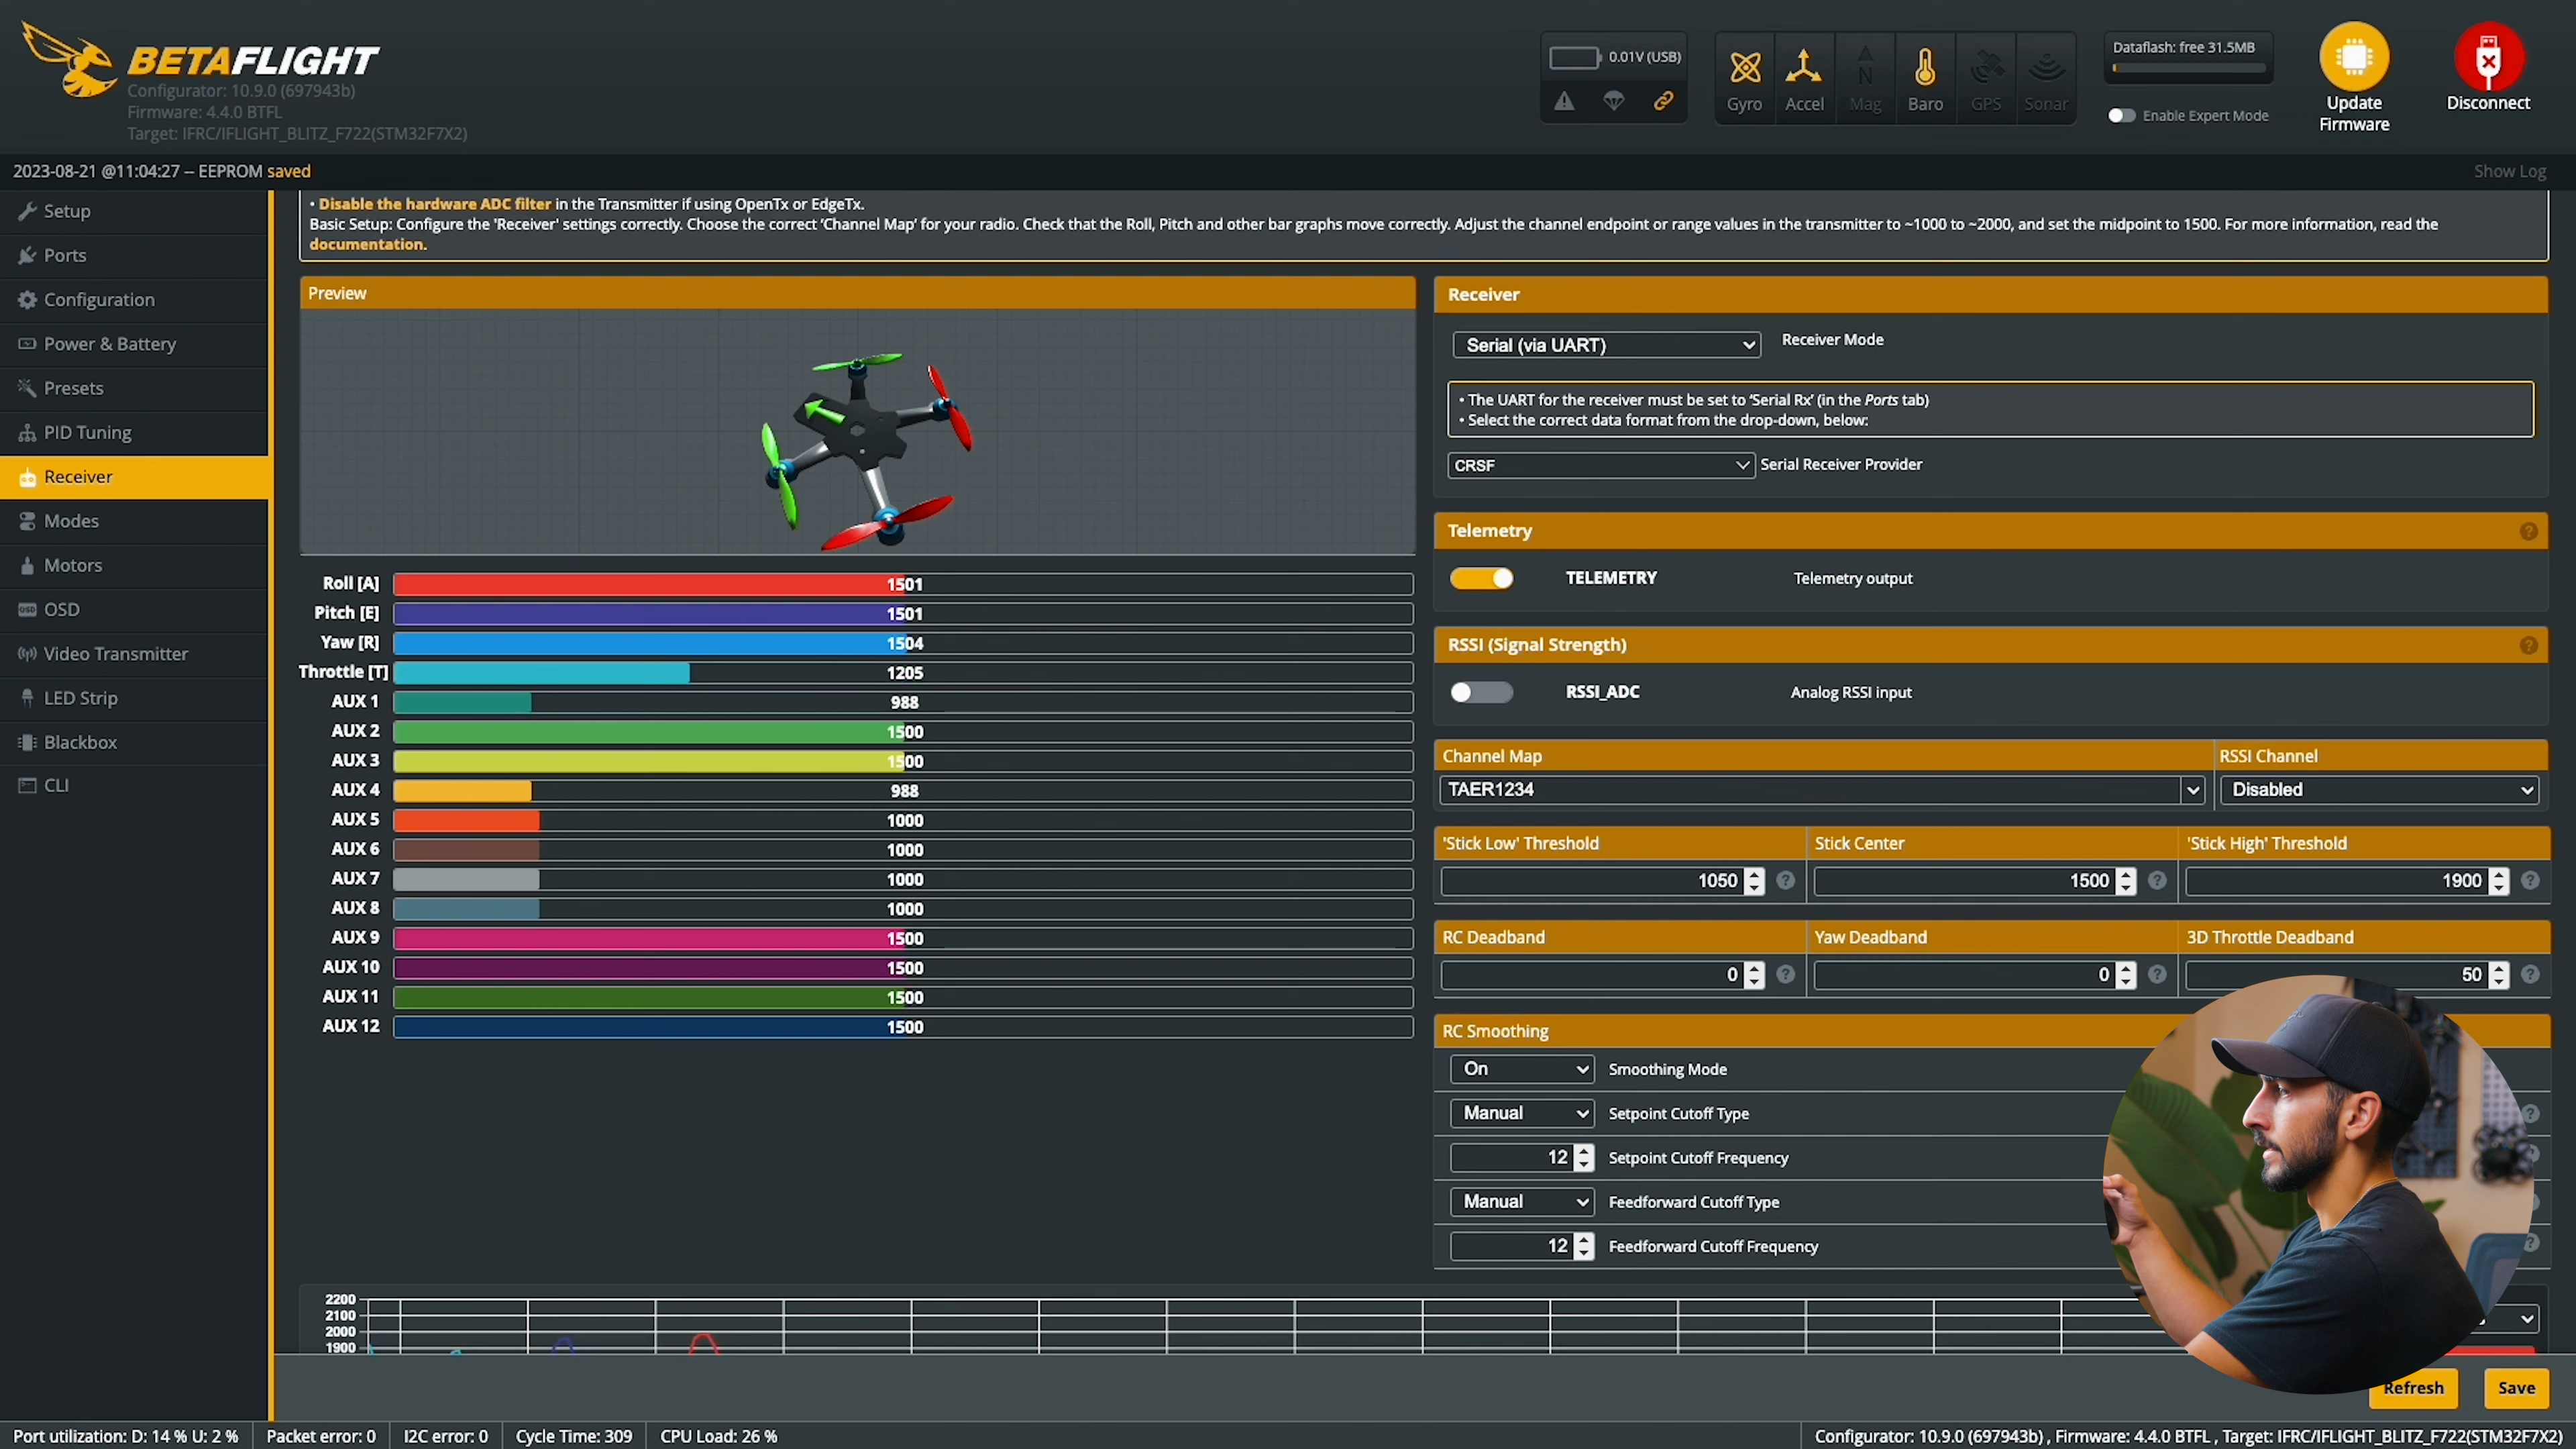 BETAFLIGHT
Configurator: 10.9.0 (697943b)
Firmware: 4.4.0 BTFL
Target: IFRC/IFLIGHT_BLITZ_F722(STM32F7X2)
0.01V (USB)
Gyro
Accel
Mag
Baro
GPS
Sonar
Dataflash: free 31.5MB
Enable Expert Mode
Update
Firmware
Disconnect
2023-08-21 @11:04:27 -- EEPROM saved
Show Log
Setup
Ports
Configuration
Power & Battery
Presets
PID Tuning
Receiver
Modes
Motors
OSD
Video Transmitter
LED Strip
Blackbox
CLI
• Disable the hardware ADC filter in the Transmitter if using OpenTx or EdgeTx.
Basic Setup: Configure the 'Receiver' settings correctly. Choose the correct 'Channel Map' for your radio. Check that the Roll, Pitch and other bar graphs move correctly. Adjust the channel endpoint or range values in the transmitter to ~1000 to ~2000, and set the midpoint to 1500. For more information, read the
documentation.
Preview
Roll [A] 1501
Pitch [E] 1501
Yaw [R] 1504
Throttle [T] 1205
AUX 1 988
AUX 2 1500
AUX 3 1500
AUX 4 988
AUX 5 1000
AUX 6 1000
AUX 7 1000
AUX 8 1000
AUX 9 1500
AUX 10 1500
AUX 11 1500
AUX 12 1500
Receiver
Serial (via UART) Receiver Mode
• The UART for the receiver must be set to 'Serial Rx' (in the Ports tab)
• Select the correct data format from the drop-down, below:
CRSF Serial Receiver Provider
Telemetry
TELEMETRY Telemetry output
RSSI (Signal Strength)
RSSI_ADC Analog RSSI input
Channel Map RSSI Channel
TAER1234 Disabled
'Stick Low' Threshold Stick Center 'Stick High' Threshold
1050 1500 1900
RC Deadband Yaw Deadband 3D Throttle Deadband
0 0 50
RC Smoothing
On Smoothing Mode
Manual Setpoint Cutoff Type
12 Setpoint Cutoff Frequency
Manual Feedforward Cutoff Type
12 Feedforward Cutoff Frequency
2200
2100
2000
1900
Refresh
Save
Port utilization: D: 14 % U: 2 % Packet error: 0 I2C error: 0 Cycle Time: 309 CPU Load: 26 % Configurator: 10.9.0 (697943b) , Firmware: 4.4.0 BTFL , Target: IFRC/IFLIGHT_BLITZ_F722(STM32F7X2)